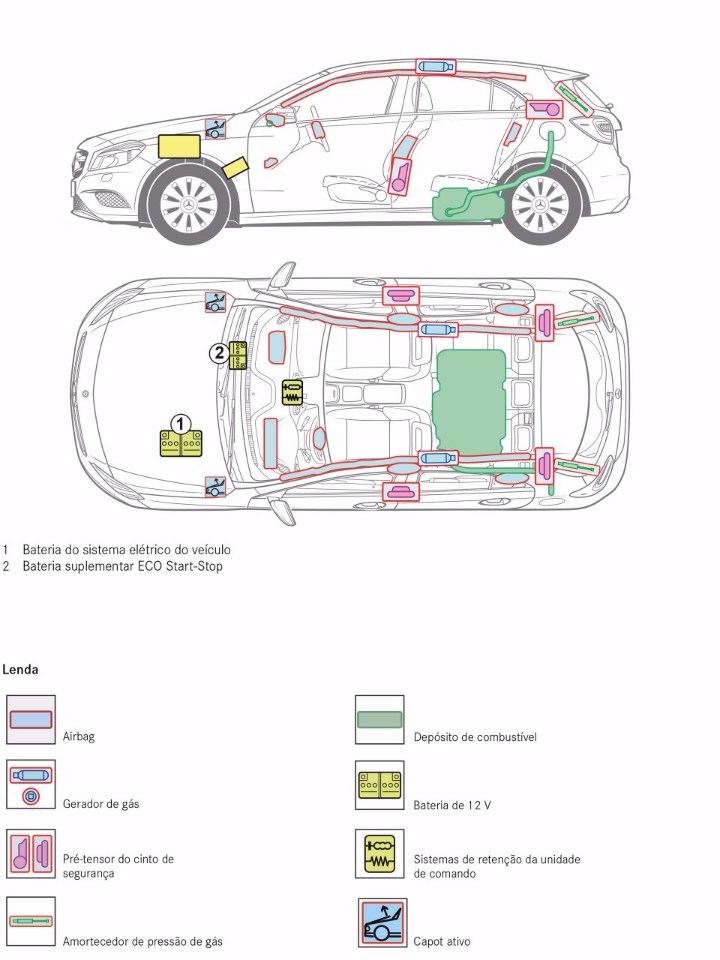 2
1
1 Bateria do sistema elétrico do veículo
2 Bateria suplementar ECO Start-Stop
Lenda
Airbag
Depósito de combustível
Gerador de gás
Bateria de 12 V
Pré-tensor do cinto de
segurança
Sistemas de retenção da unidade
de comando
Amortecedor de pressão de gás
Capot ativo